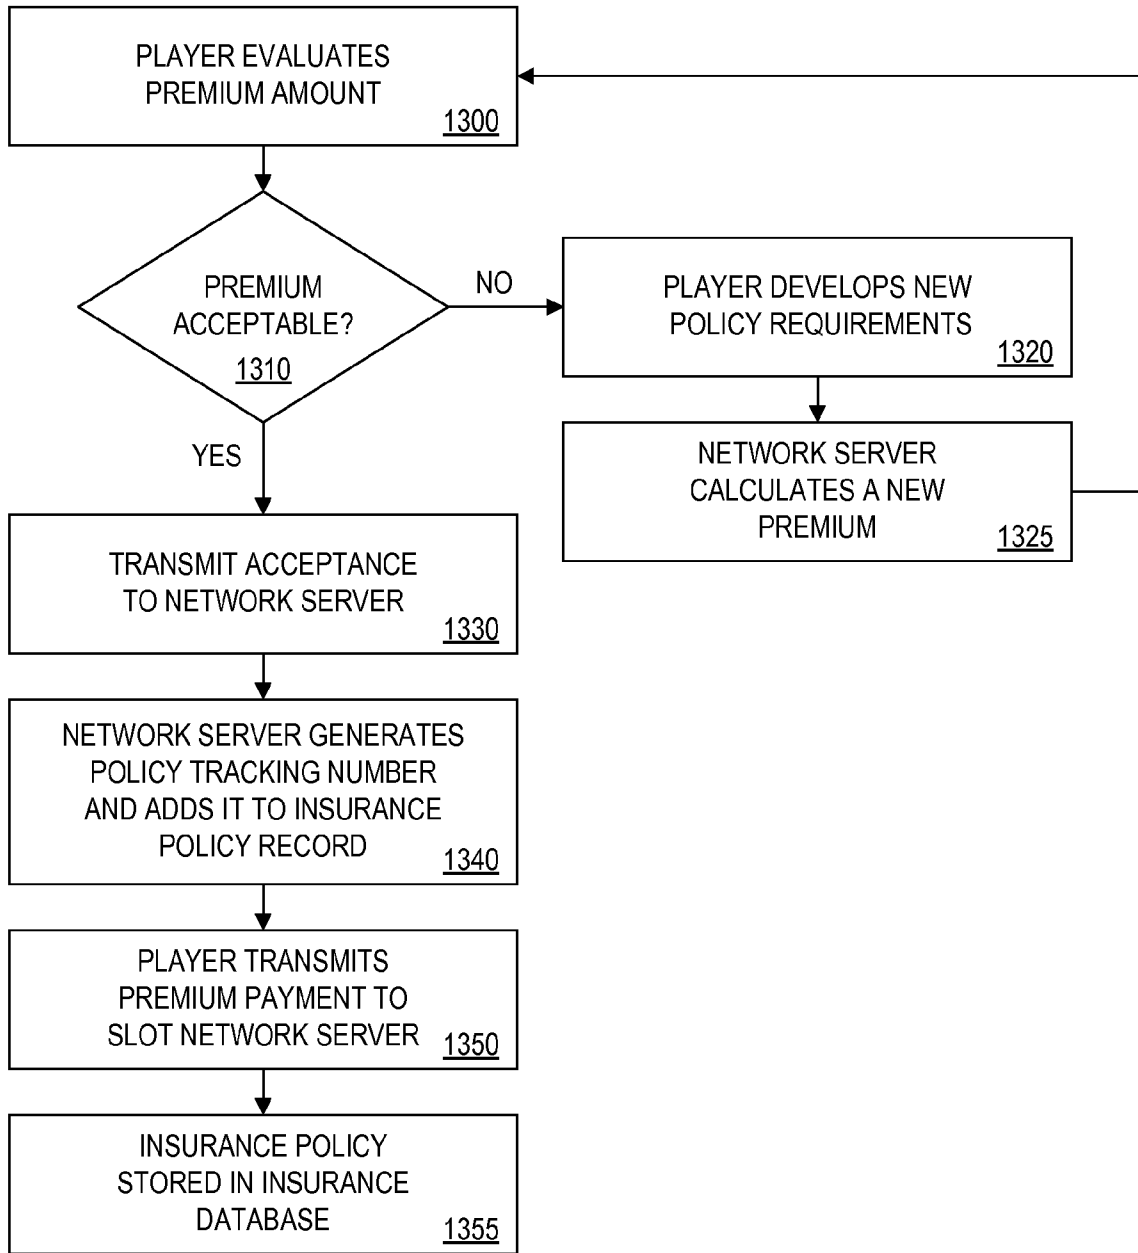 PLAYER EVALUATES
PREMIUM AMOUNT
1300
PREMIUM
ACCEPTABLE?
1310
NO
PLAYER DEVELOPS NEW
POLICY REQUIREMENTS
1320
NETWORK SERVER
CALCULATES A NEW
PREMIUM
1325
YES
TRANSMIT ACCEPTANCE
TO NETWORK SERVER
1330
NETWORK SERVER GENERATES
POLICY TRACKING NUMBER
AND ADDS IT TO INSURANCE
POLICY RECORD
1340
PLAYER TRANSMITS
PREMIUM PAYMENT TO
SLOT NETWORK SERVER
1350
INSURANCE POLICY
STORED IN INSURANCE
DATABASE
1355